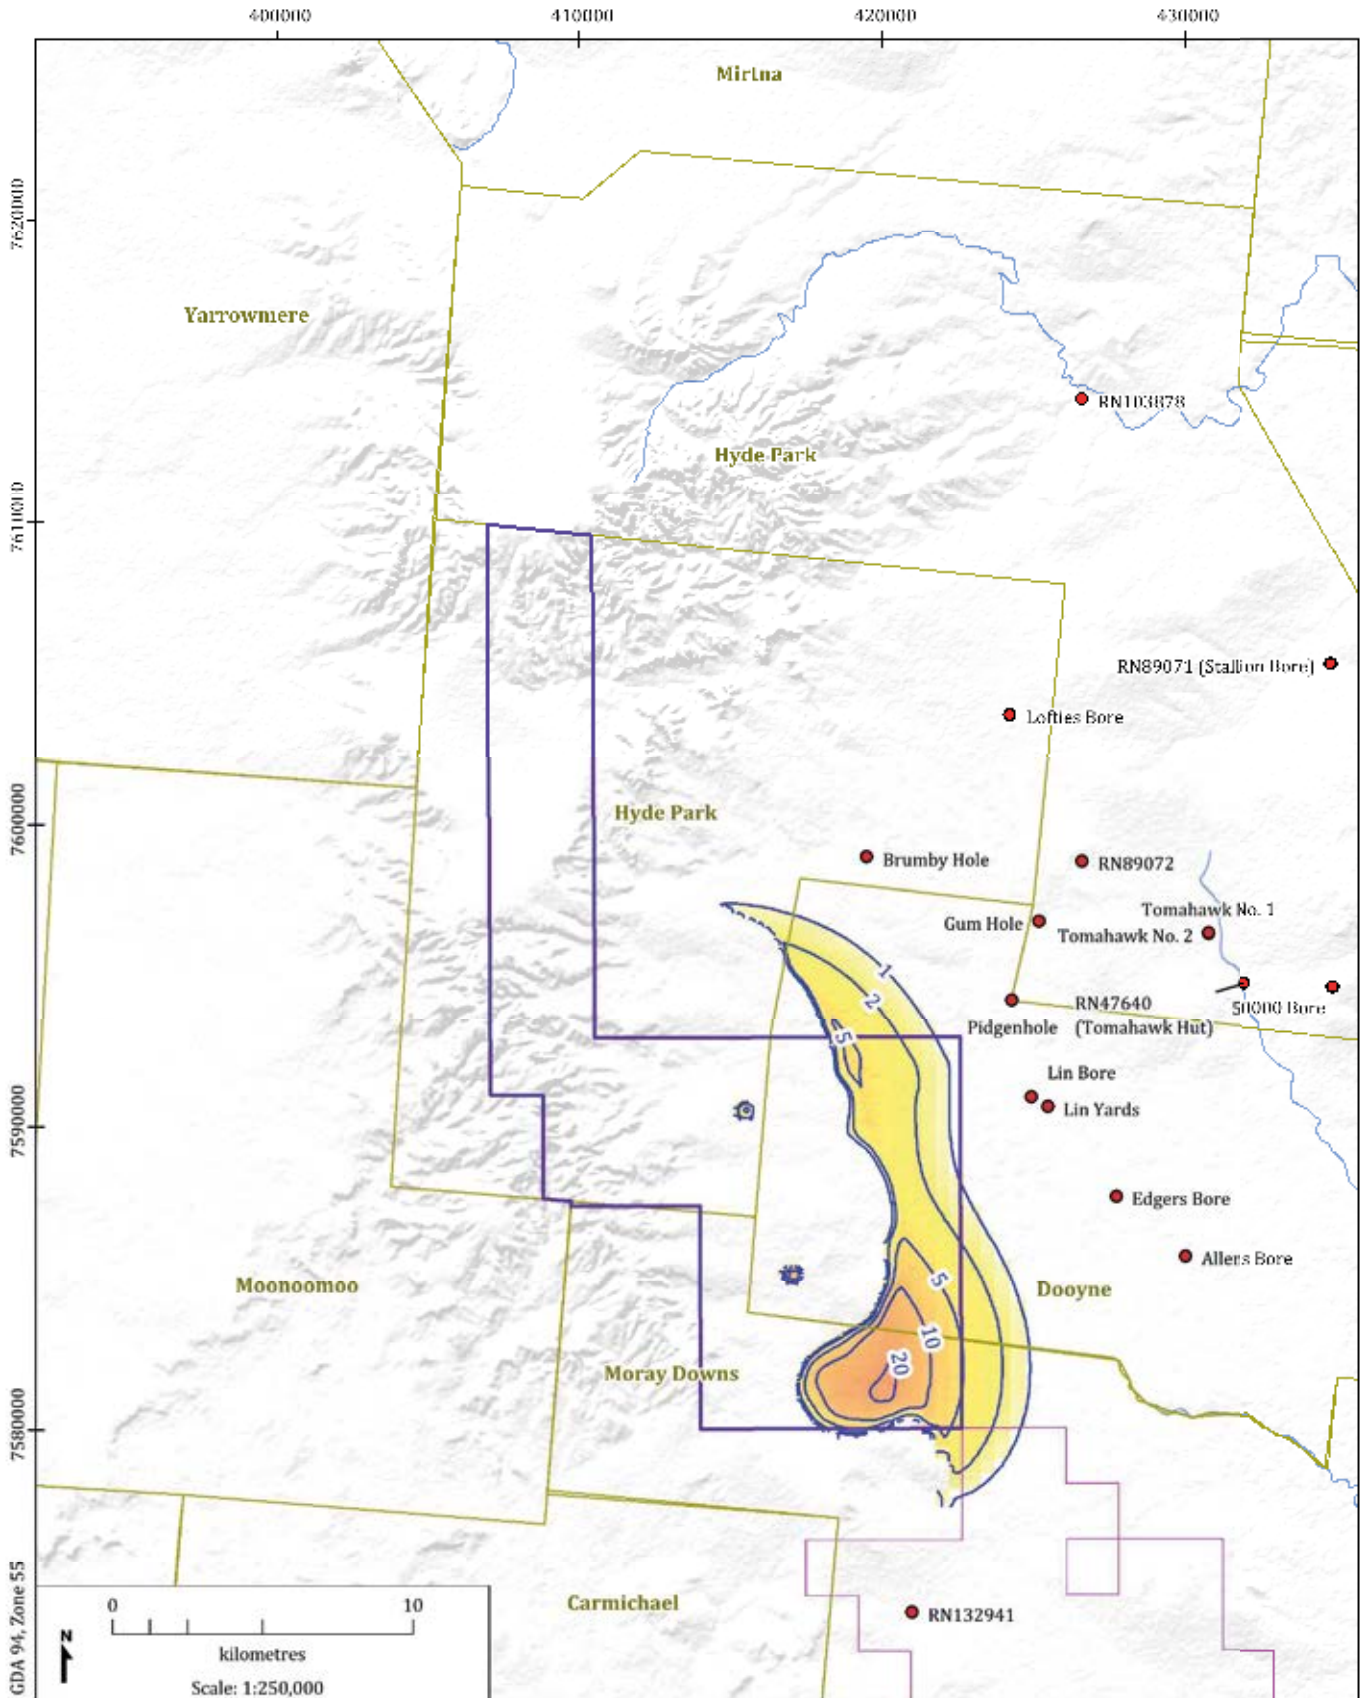 400000
410000
420000
430000
Mirtna
7620000
Yarrowmere
RN103878
Hyde Park
7610000
RN89071 (Stallion Bore)
Lofties Bore
Hyde Park
7600000
Brumby Hole
RN89072
Tomahawk No. 1
Gum Hole
Tomahawk No. 2
1
2
RN47640
50000 Bore
Pidgenhole
(Tomahawk Hut)
5
Lin Bore
7590000
Lin Yards
Edgers Bore
Allens Bore
5
Moonoomoo
Dooyne
10
20
Moray Downs
7580000
GDA 94, Zone 55
0
10
Carmichael
RN132941
N
kilometres
Scale: 1:250,000